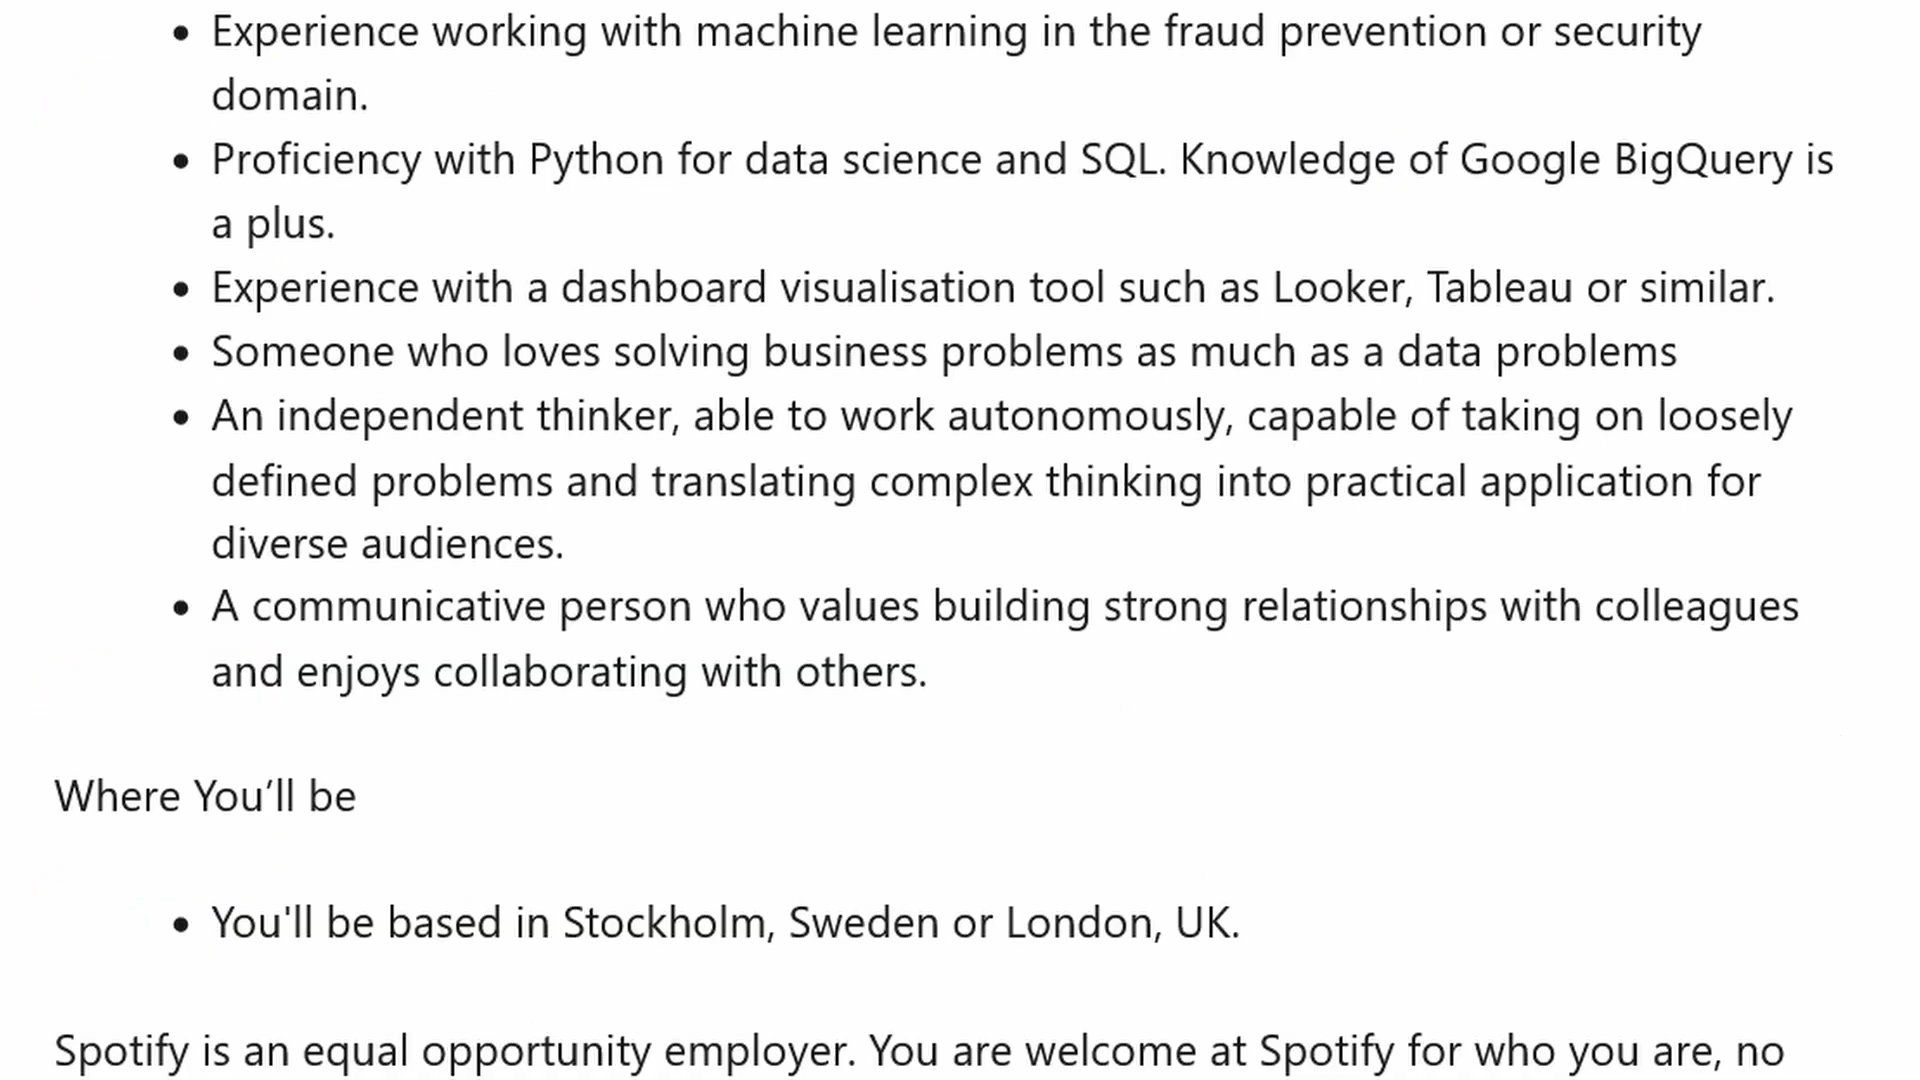 • Experience working with machine learning in the fraud prevention or security
domain.
• Proficiency with Python for data science and SQL. Knowledge of Google BigQuery is
a plus.
• Experience with a dashboard visualisation tool such as Looker, Tableau or similar.
• Someone who loves solving business problems as much as a data problems
• An independent thinker, able to work autonomously, capable of taking on loosely
defined problems and translating complex thinking into practical application for
diverse audiences.
• A communicative person who values building strong relationships with colleagues
and enjoys collaborating with others.
Where You’ll be
• You'll be based in Stockholm, Sweden or London, UK.
Spotify is an equal opportunity employer. You are welcome at Spotify for who you are, no